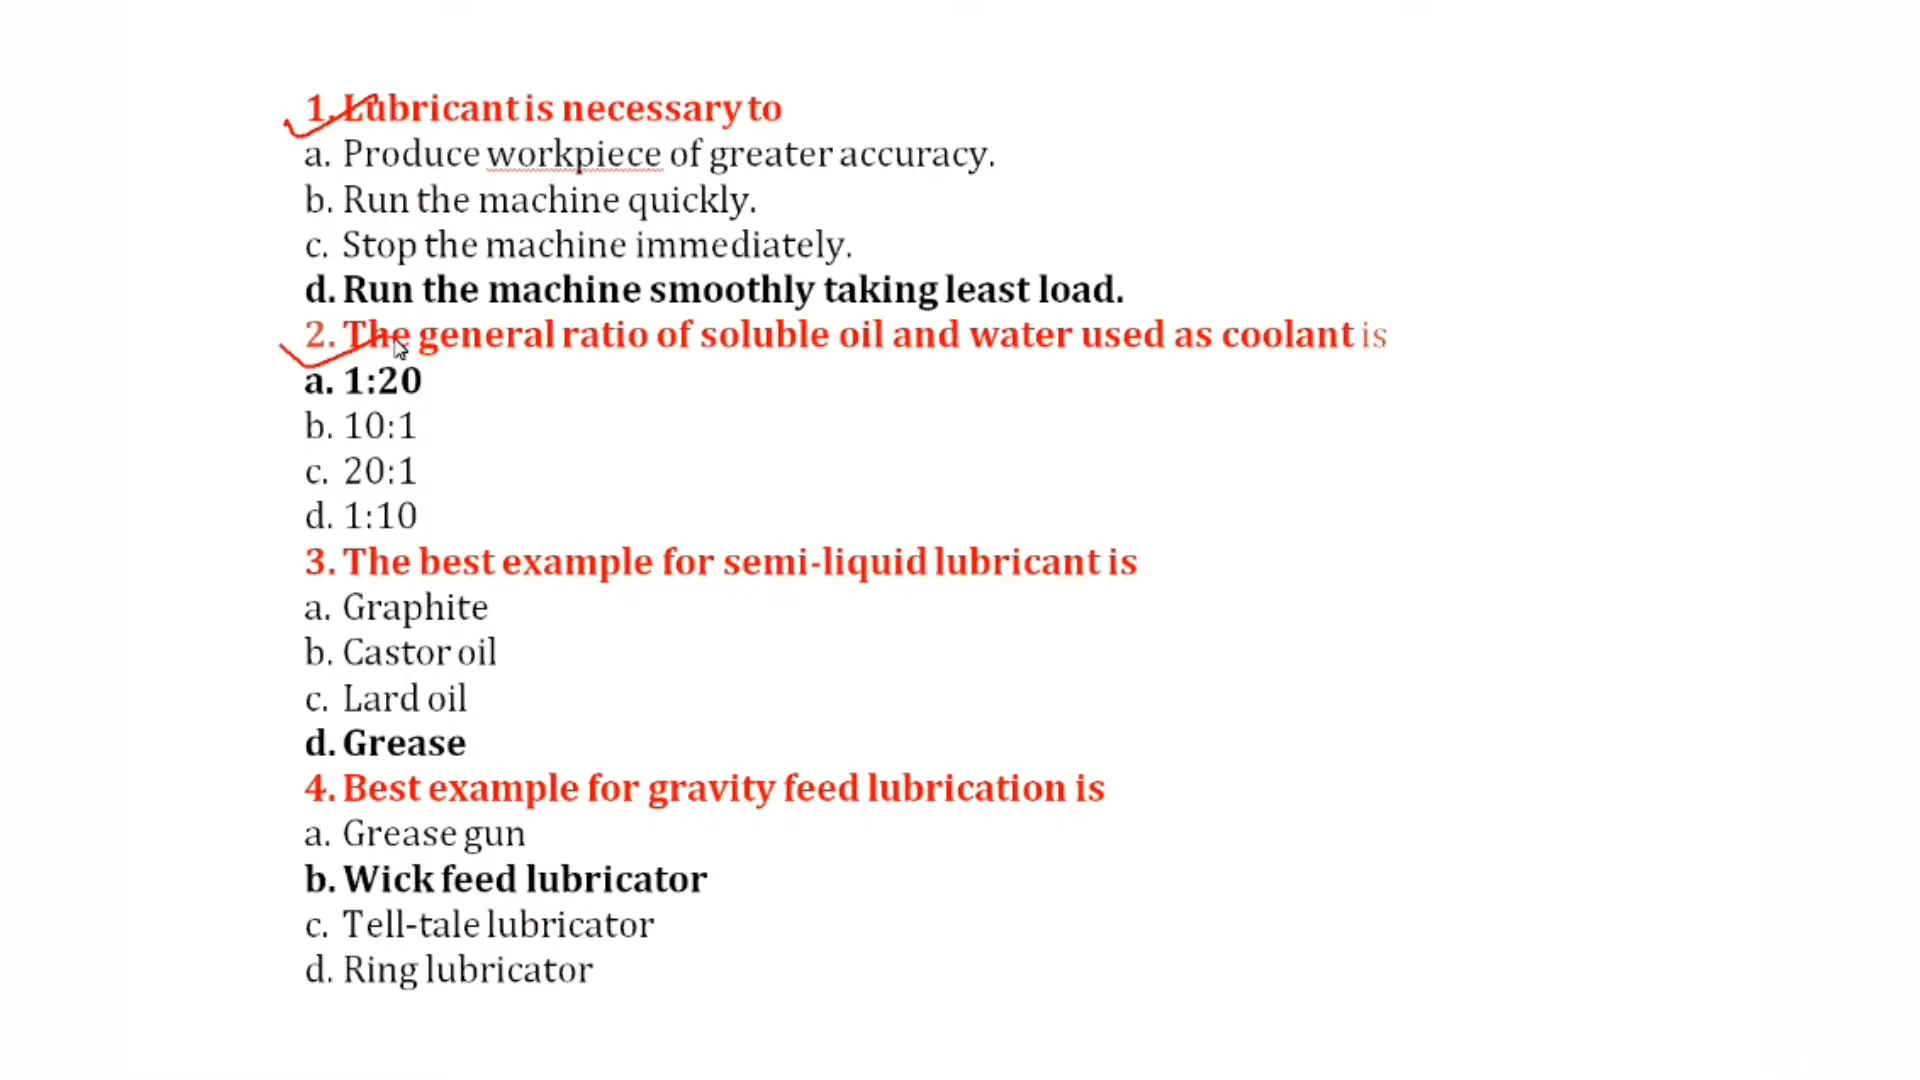 1. Lubricant is necessary to
a. Produce workpiece of greater accuracy.
b. Run the machine quickly.
c. Stop the machine immediately.
d. Run the machine smoothly taking least load.
2. The general ratio of soluble oil and water used as coolant is
a. 1:20
b. 10:1
c. 20:1
d. 1:10
3. The best example for semi-liquid lubricant is
a. Graphite
b. Castor oil
c. Lard oil
d. Grease
4. Best example for gravity feed lubrication is
a. Grease gun
b. Wick feed lubricator
c. Tell-tale lubricator
d. Ring lubricator